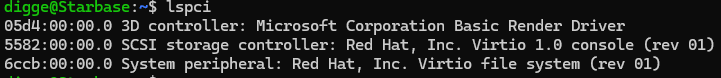 digge@Starbase:~$ lspci
05d4:00:00.0 3D controller: Microsoft Corporation Basic Render Driver
5582:00:00.0 SCSI storage controller: Red Hat, Inc. Virtio 1.0 console (rev 01)
6ccb:00:00.0 System peripheral: Red Hat, Inc. Virtio file system (rev 01)